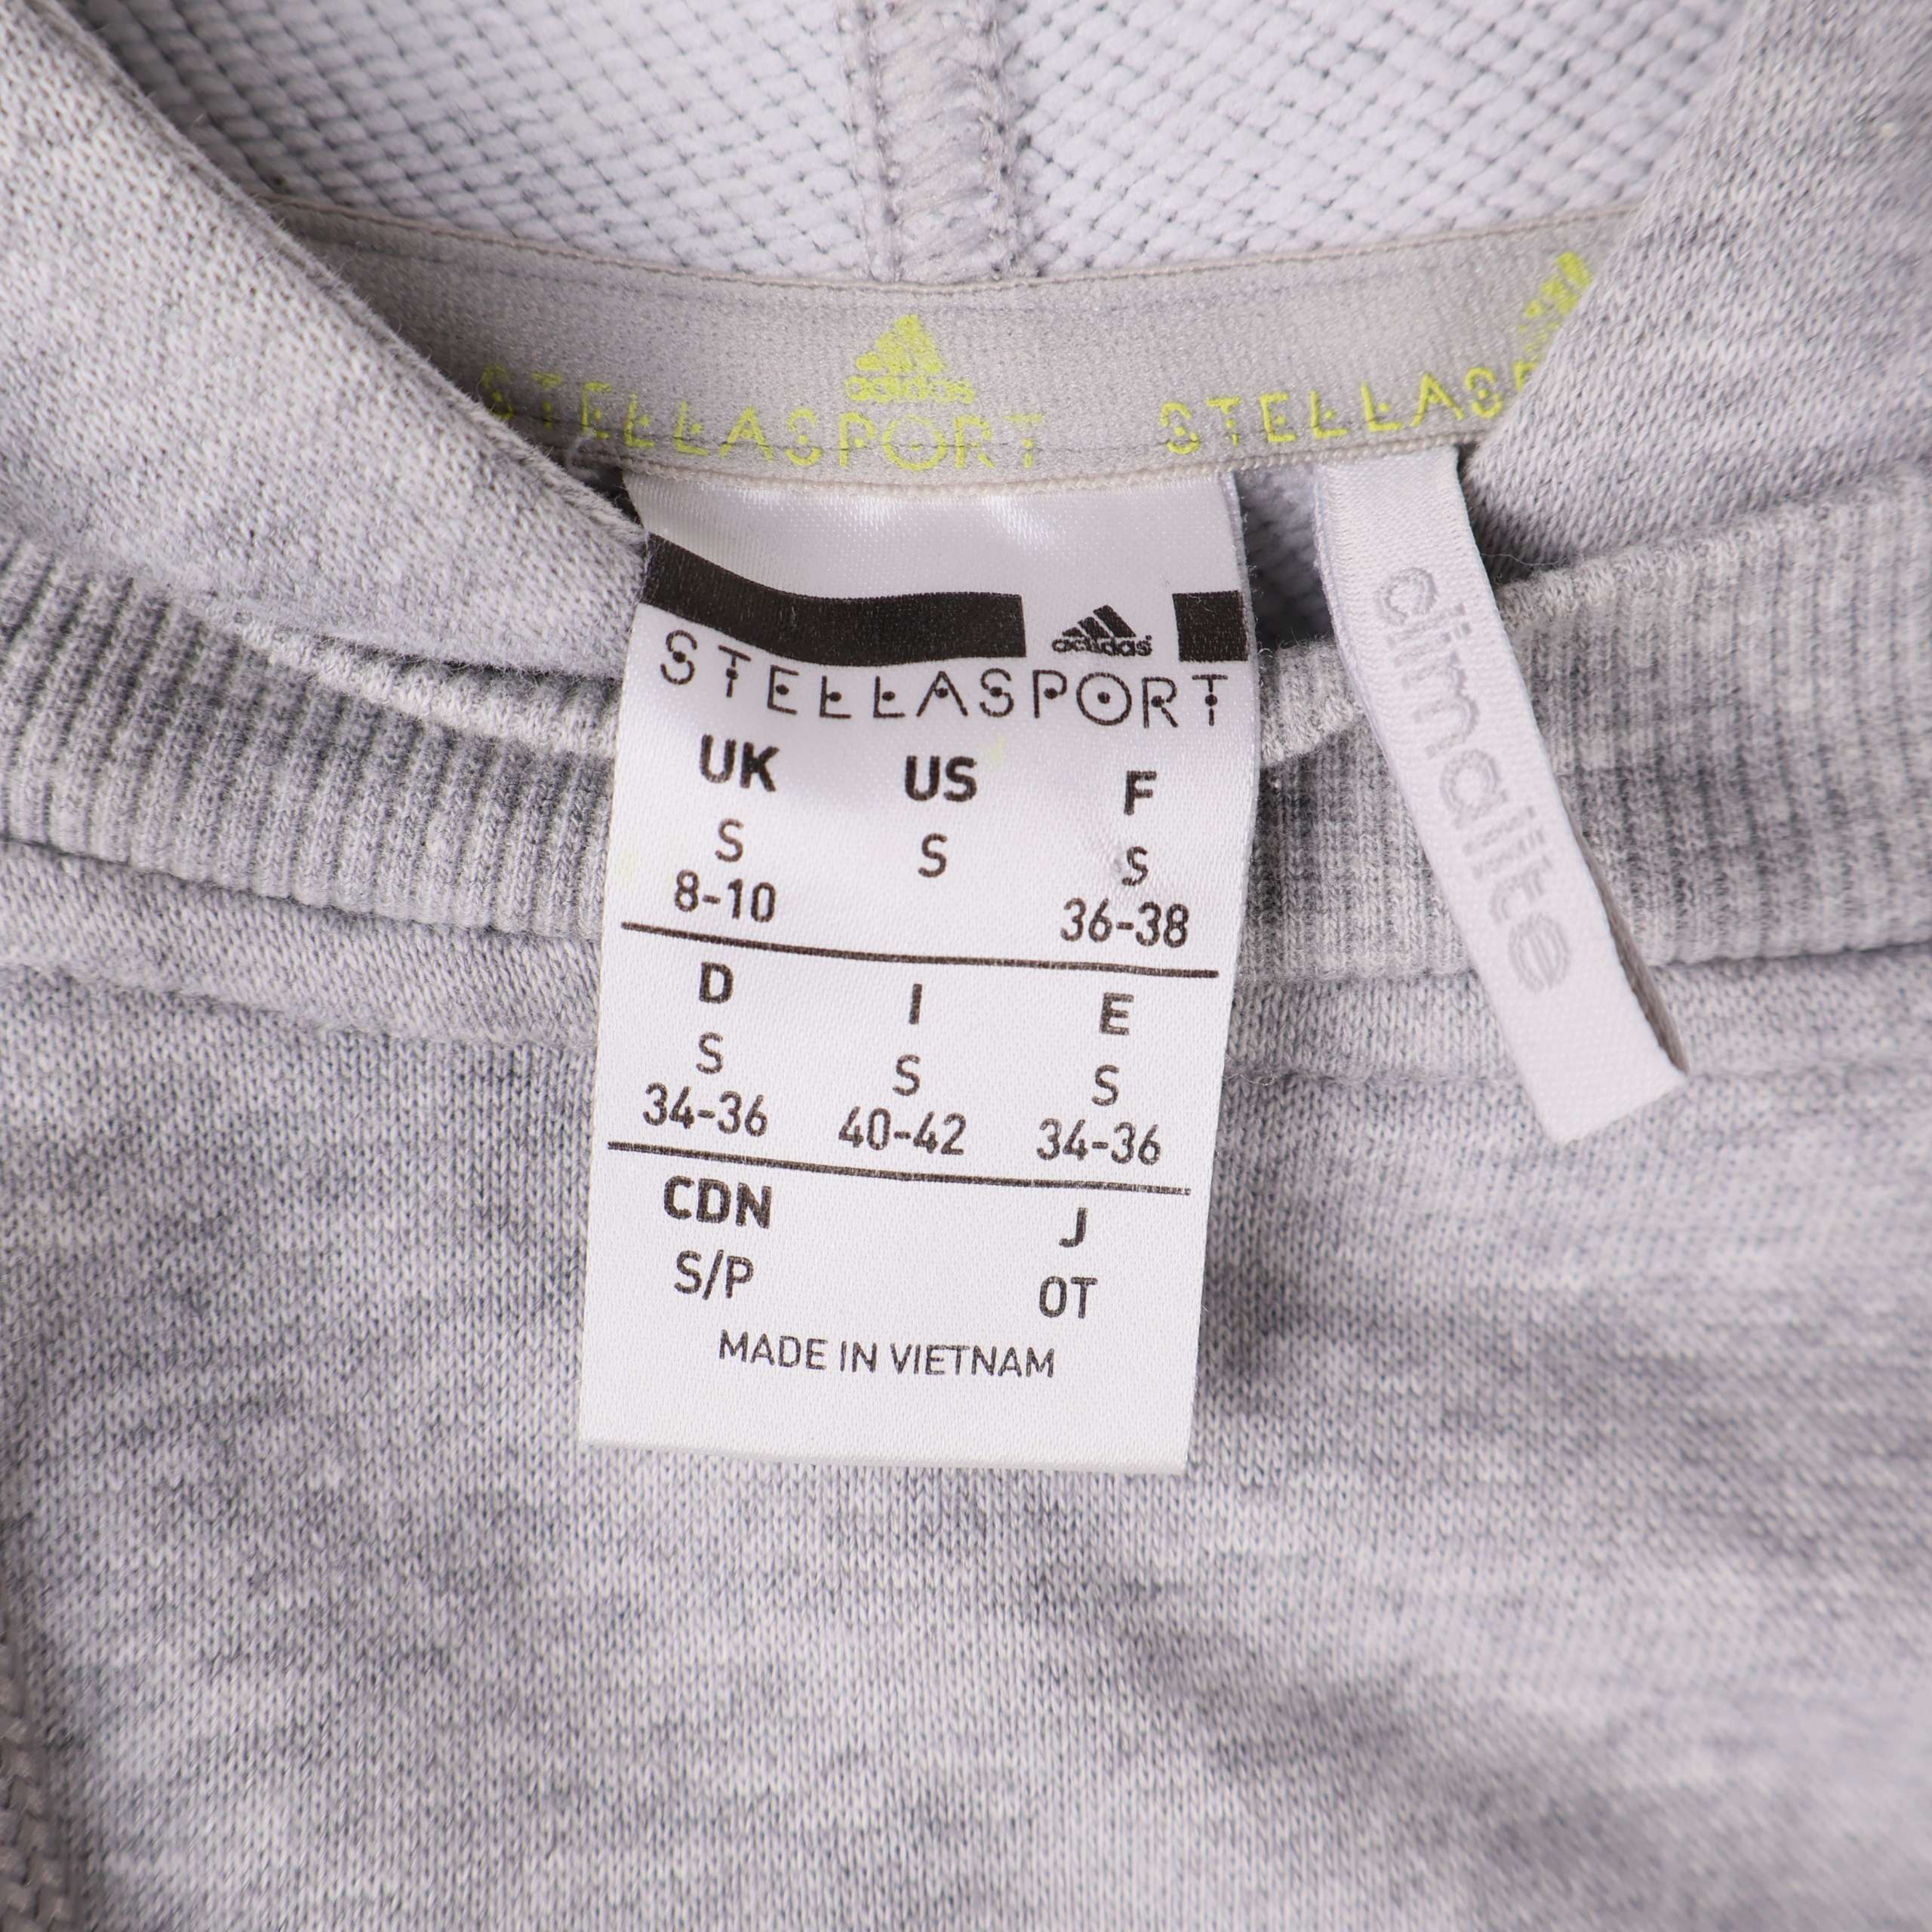 adidas
STELLASPORT STELLASP
adidas
STELLASPORT
climalite
UK US F
S S S
8-10 36-38
D I E
S S S
34-36 40-42 34-36
CDN J
S/P OT
MADE IN VIETNAM